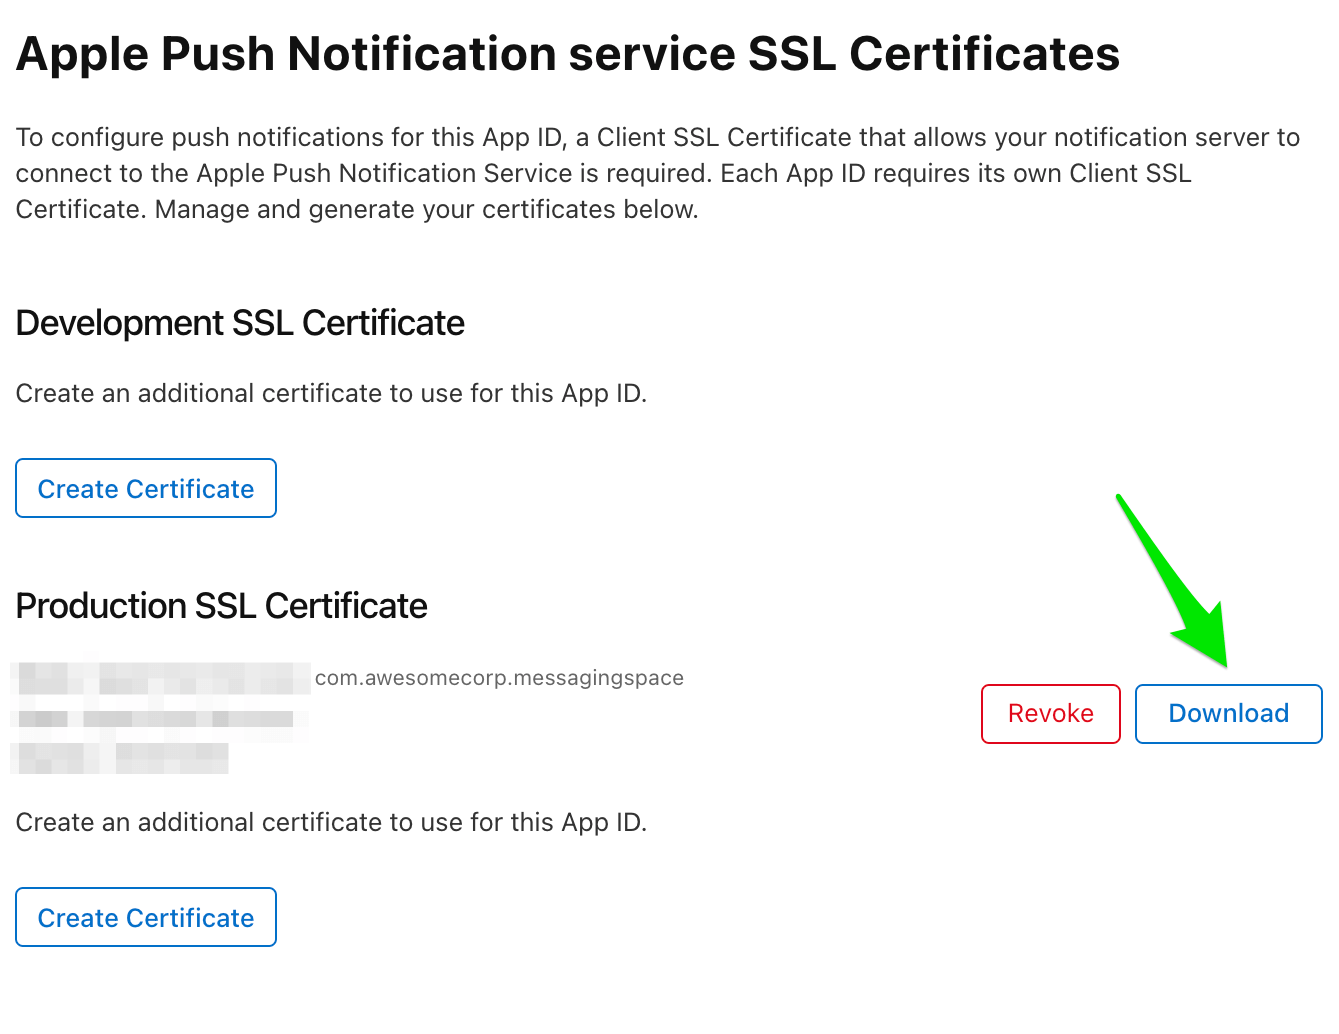 Apple Push Notification service SSL Certificates
To configure push notifications for this App ID, a Client SSL Certificate that allows your notification server to
connect to the Apple Push Notification Service is required. Each App ID requires its own Client SSL
Certificate. Manage and generate your certificates below.
Development SSL Certificate
Create an additional certificate to use for this App ID.
Create Certificate
Production SSL Certificate
com.awesomecorp.messagingspace
Revoke
Download
Create an additional certificate to use for this App ID.
Create Certificate